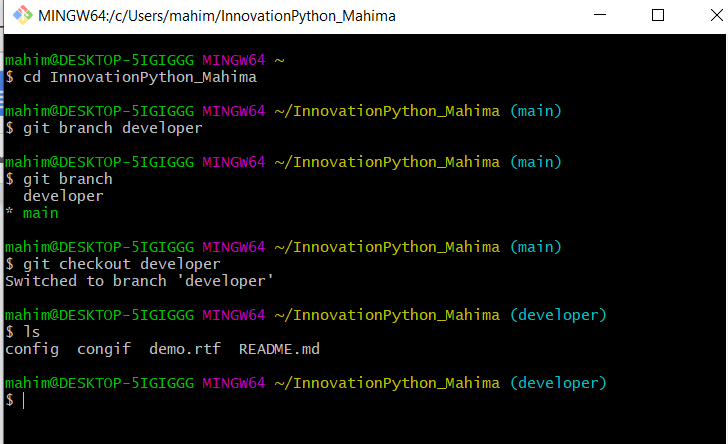 MINGW64:/c/Users/mahim/InnovationPython_Mahima
mahim@DESKTOP-5IGIGGG MINGW64 ~
$ cd InnovationPython_Mahima
mahim@DESKTOP-5IGIGGG MINGW64 ~/InnovationPython_Mahima (main)
$ git branch developer
mahim@DESKTOP-5IGIGGG MINGW64 ~/InnovationPython_Mahima (main)
$ git branch
  developer
* main
mahim@DESKTOP-5IGIGGG MINGW64 ~/InnovationPython_Mahima (main)
$ git checkout developer
Switched to branch 'developer'
mahim@DESKTOP-5IGIGGG MINGW64 ~/InnovationPython_Mahima (developer)
$ ls
config  congif  demo.rtf  README.md
mahim@DESKTOP-5IGIGGG MINGW64 ~/InnovationPython_Mahima (developer)
$